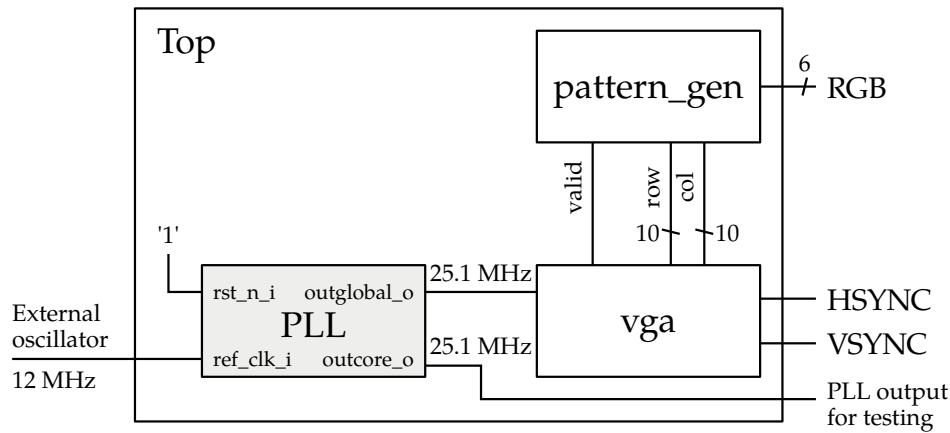 Top
pattern_gen
6
RGB
valid
row
col
10
10
'1'
25.1 MHz
rst_n_i
outglobal_o
PLL
ref_clk_i
outcore_o
25.1 MHz
vga
HSYNC
VSYNC
External
oscillator
12 MHz
PLL output
for testing